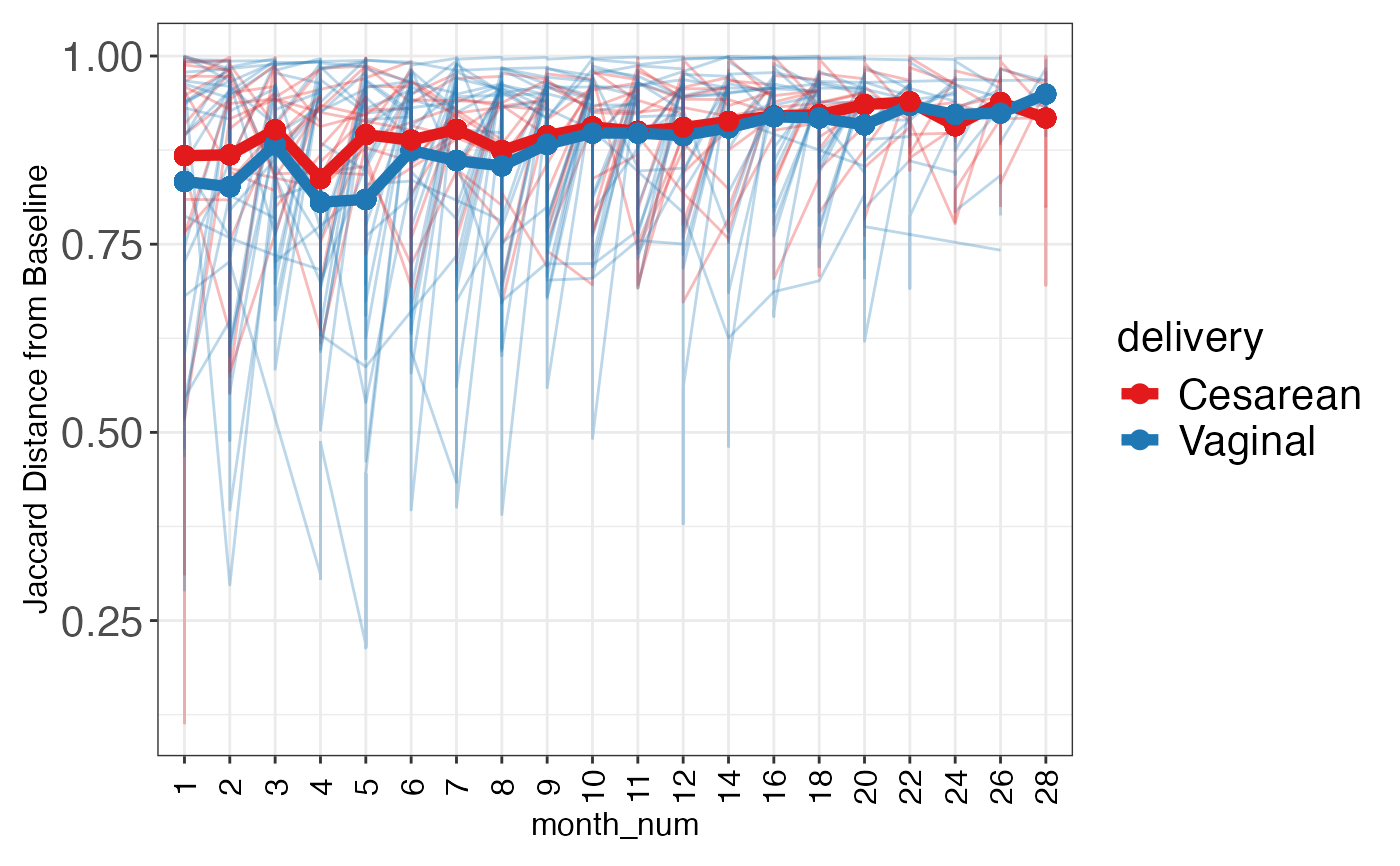 Jaccard Distance from Baseline
1.00
0.75
0.50
0.25
1 2 3 4 5 6 7 8 9 10 11 12 14 16 18 20 22 24 26 28
month_num
delivery
Cesarean
Vaginal